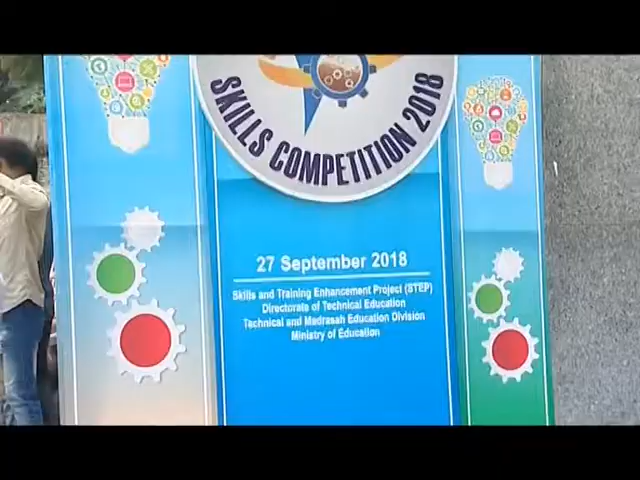 SKILLS COMPETITION 2018
27 September 2018
Skills and Training Enhancement Project (STEP)
Directorate of Technical Education
Technical and Madrasah Education Division
Ministry of Education